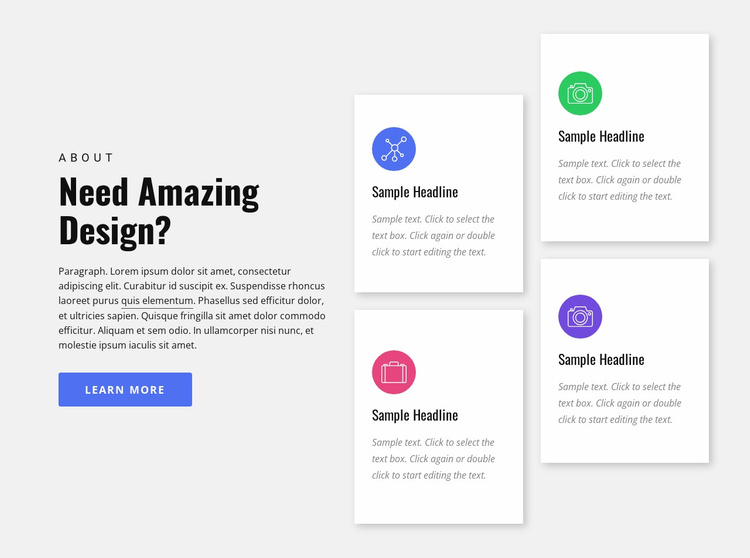 ABOUT
Need Amazing
Design?
Paragraph. Lorem ipsum dolor sit amet, consectetur
adipiscing elit. Curabitur id suscipit ex. Suspendisse rhoncus
laoreet purus quis elementum. Phasellus sed efficitur dolor,
et ultricies sapien. Quisque fringilla sit amet dolor commodo
efficitur. Aliquam et sem odio. In ullamcorper nisi nunc, et
molestie ipsum iaculis sit amet.
LEARN MORE
Sample Headline
Sample text. Click to select the
text box. Click again or double
click to start editing the text.
Sample Headline
Sample text. Click to select the
text box. Click again or double
click to start editing the text.
Sample Headline
Sample text. Click to select the
text box. Click again or double
click to start editing the text.
Sample Headline
Sample text. Click to select the
text box. Click again or double
click to start editing the text.